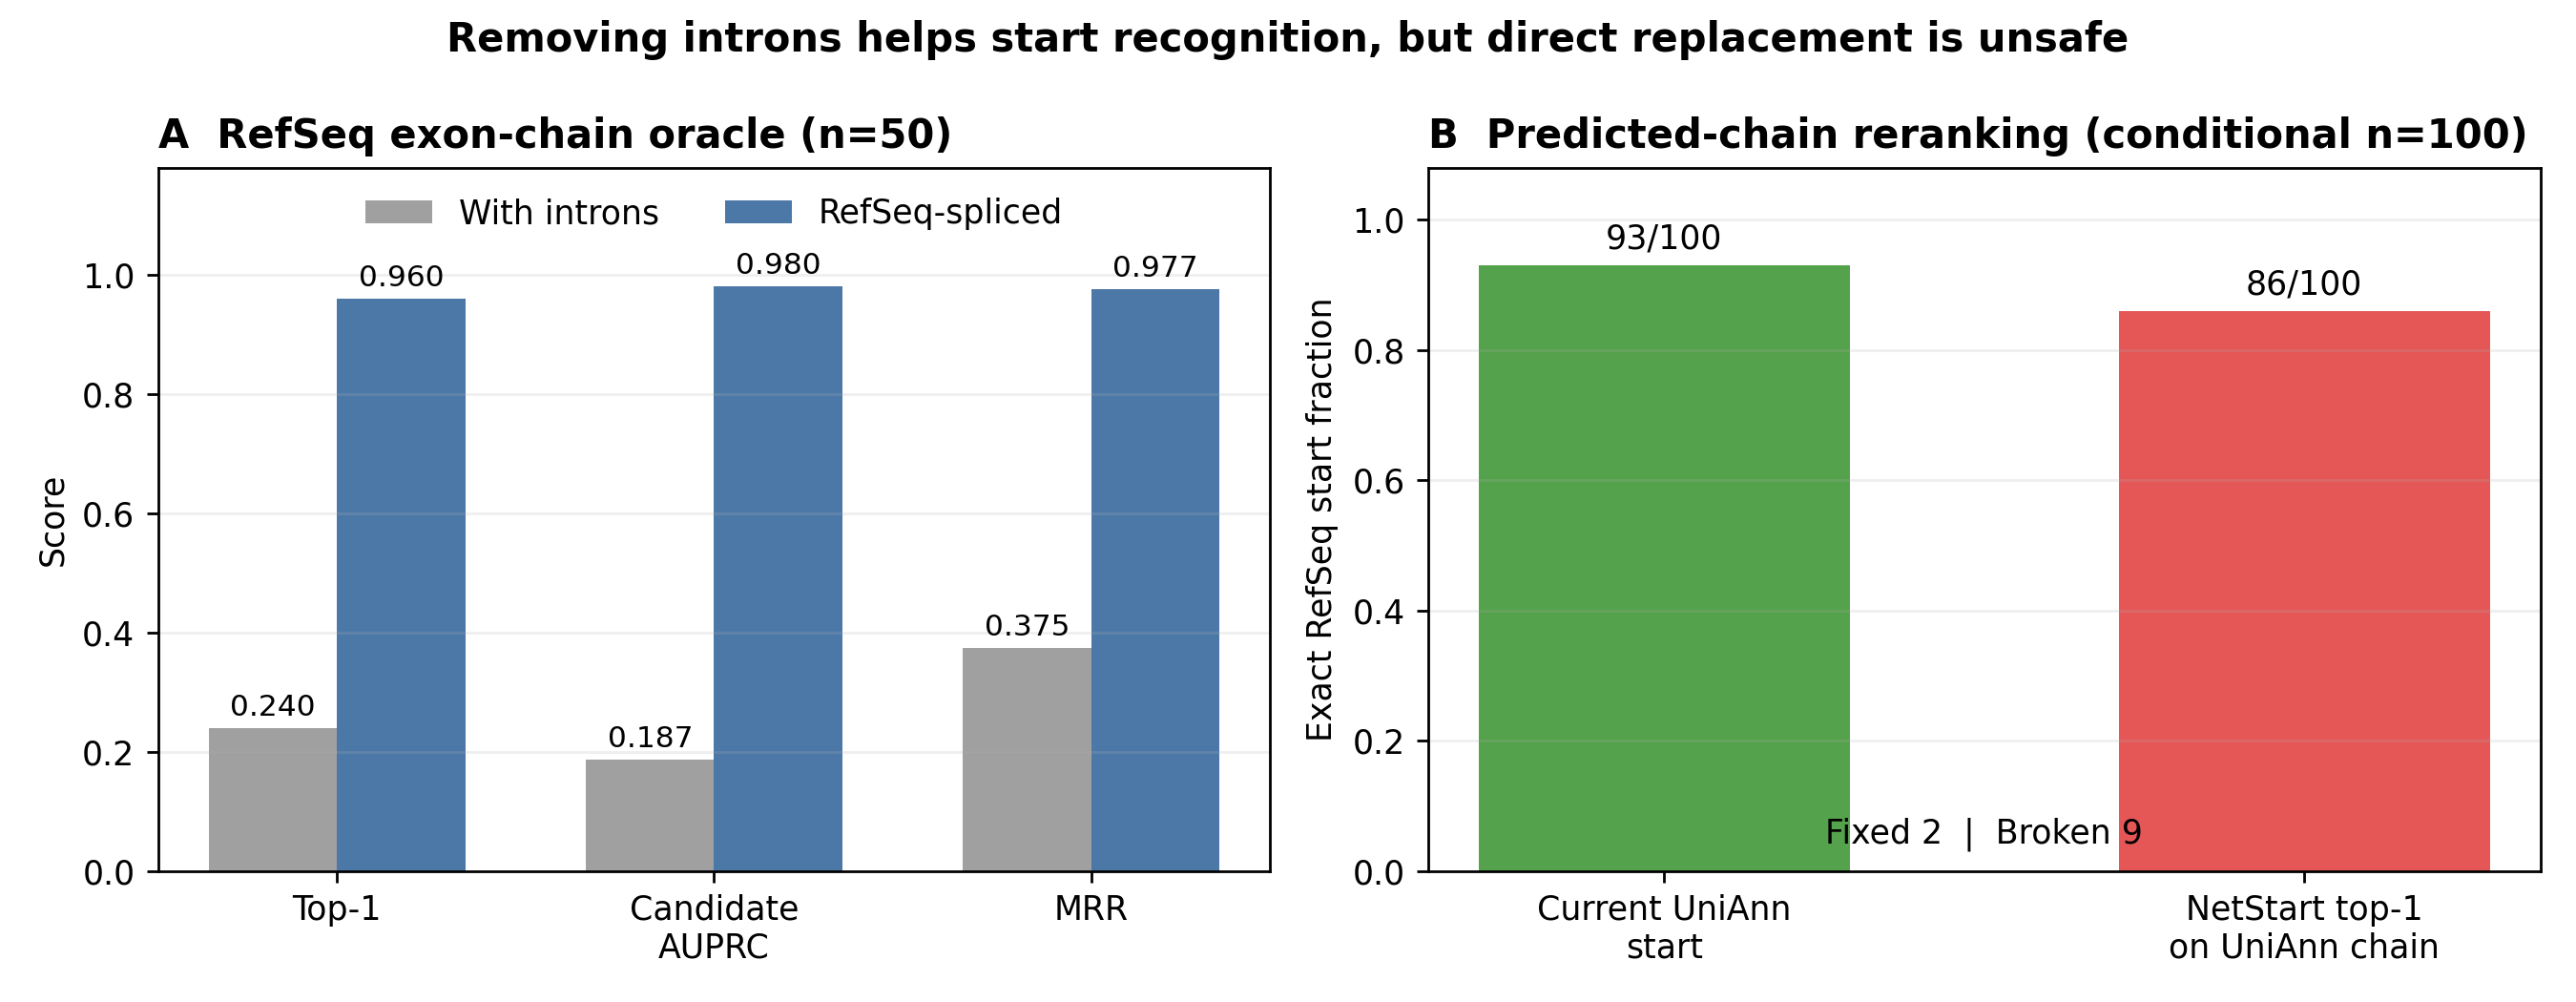 Removing introns helps start recognition, but direct replacement is unsafe
A  RefSeq exon-chain oracle (n=50)
With introns
RefSeq-spliced
Score
1.0
0.8
0.6
0.4
0.2
0.0
0.240
0.960
0.187
0.980
0.375
0.977
Top-1
Candidate
AUPRC
MRR
B  Predicted-chain reranking (conditional n=100)
Exact RefSeq start fraction
1.0
0.8
0.6
0.4
0.2
0.0
93/100
86/100
Fixed 2  |  Broken 9
Current UniAnn
start
NetStart top-1
on UniAnn chain